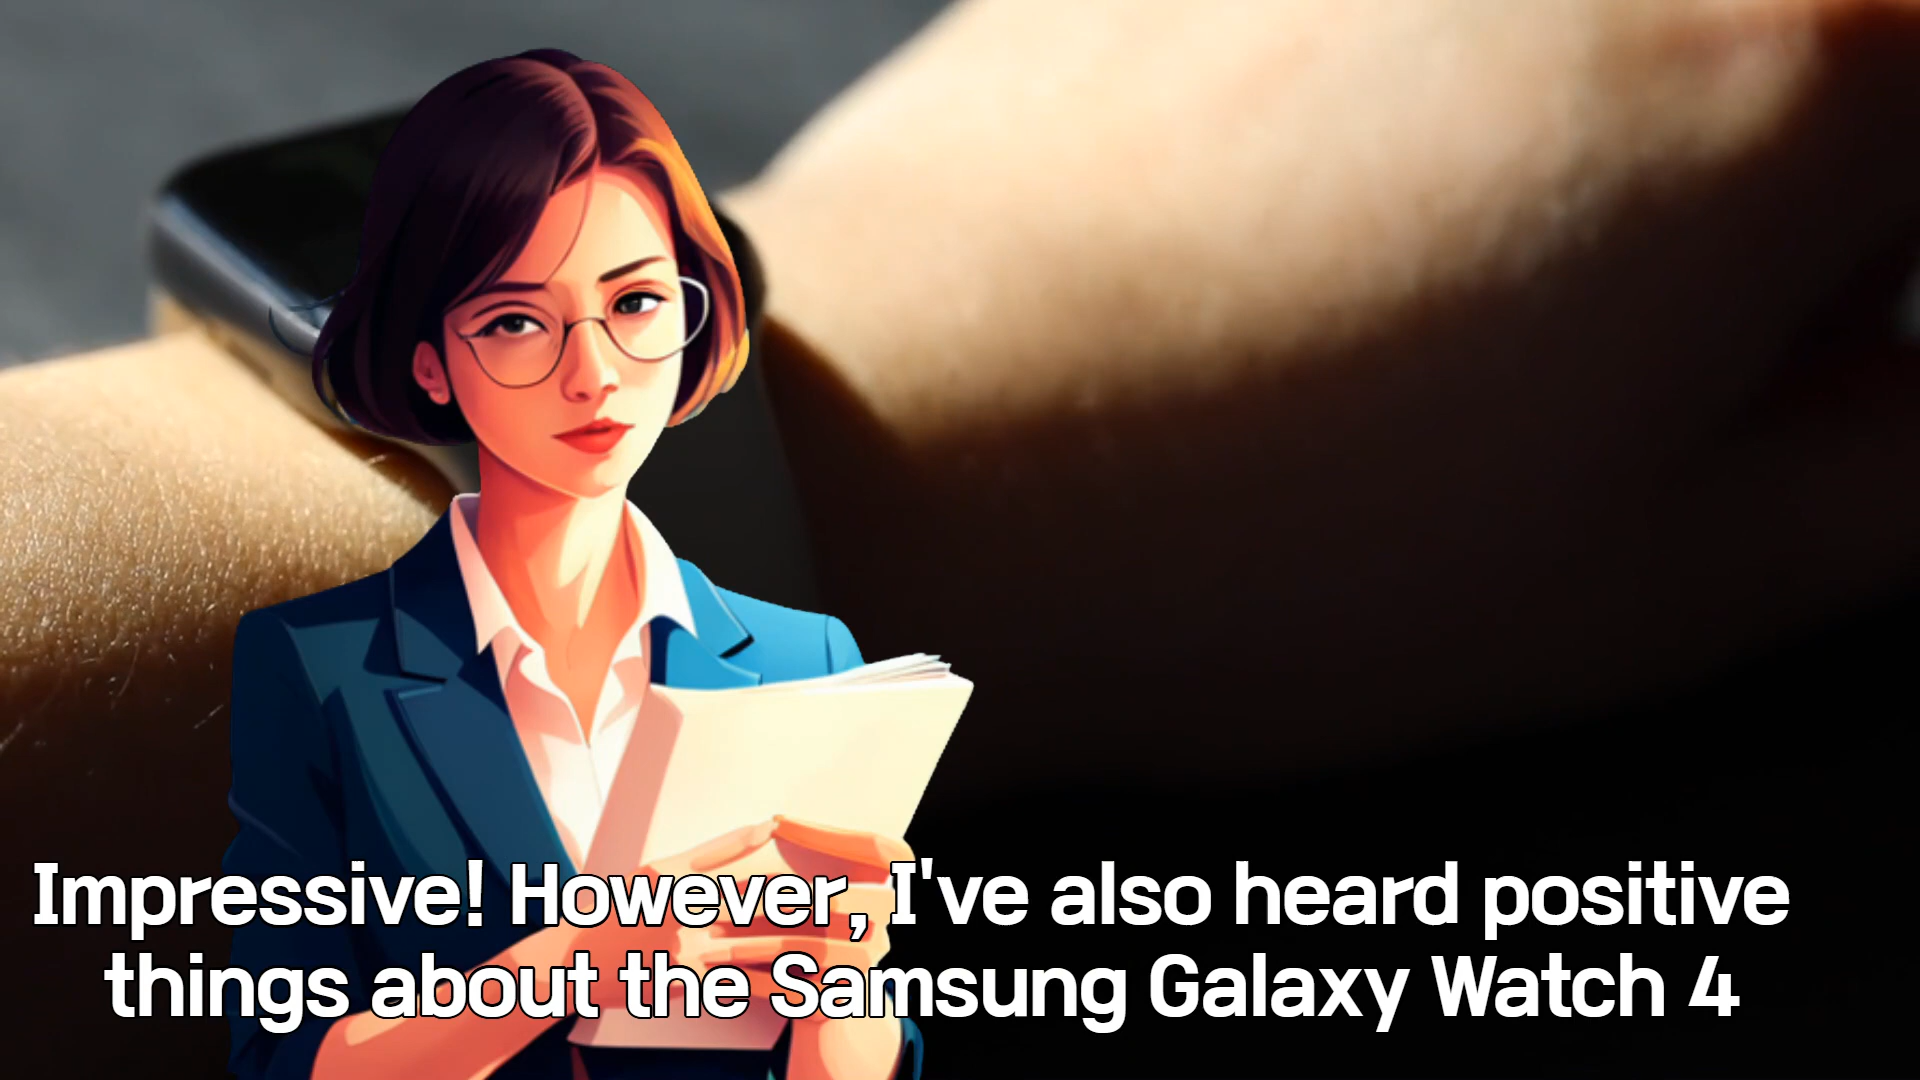 Impressive! However, I've also heard positive
things about the Samsung Galaxy Watch 4